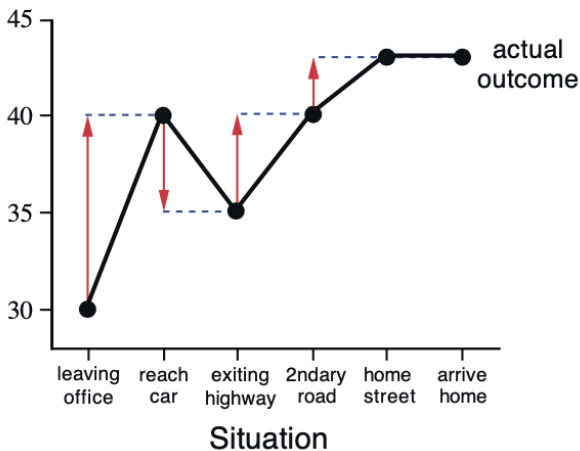 45
40
35
30
actual
outcome
leaving
office
reach
car
exiting
highway
2ndary
road
home
street
arrive
home
Situation